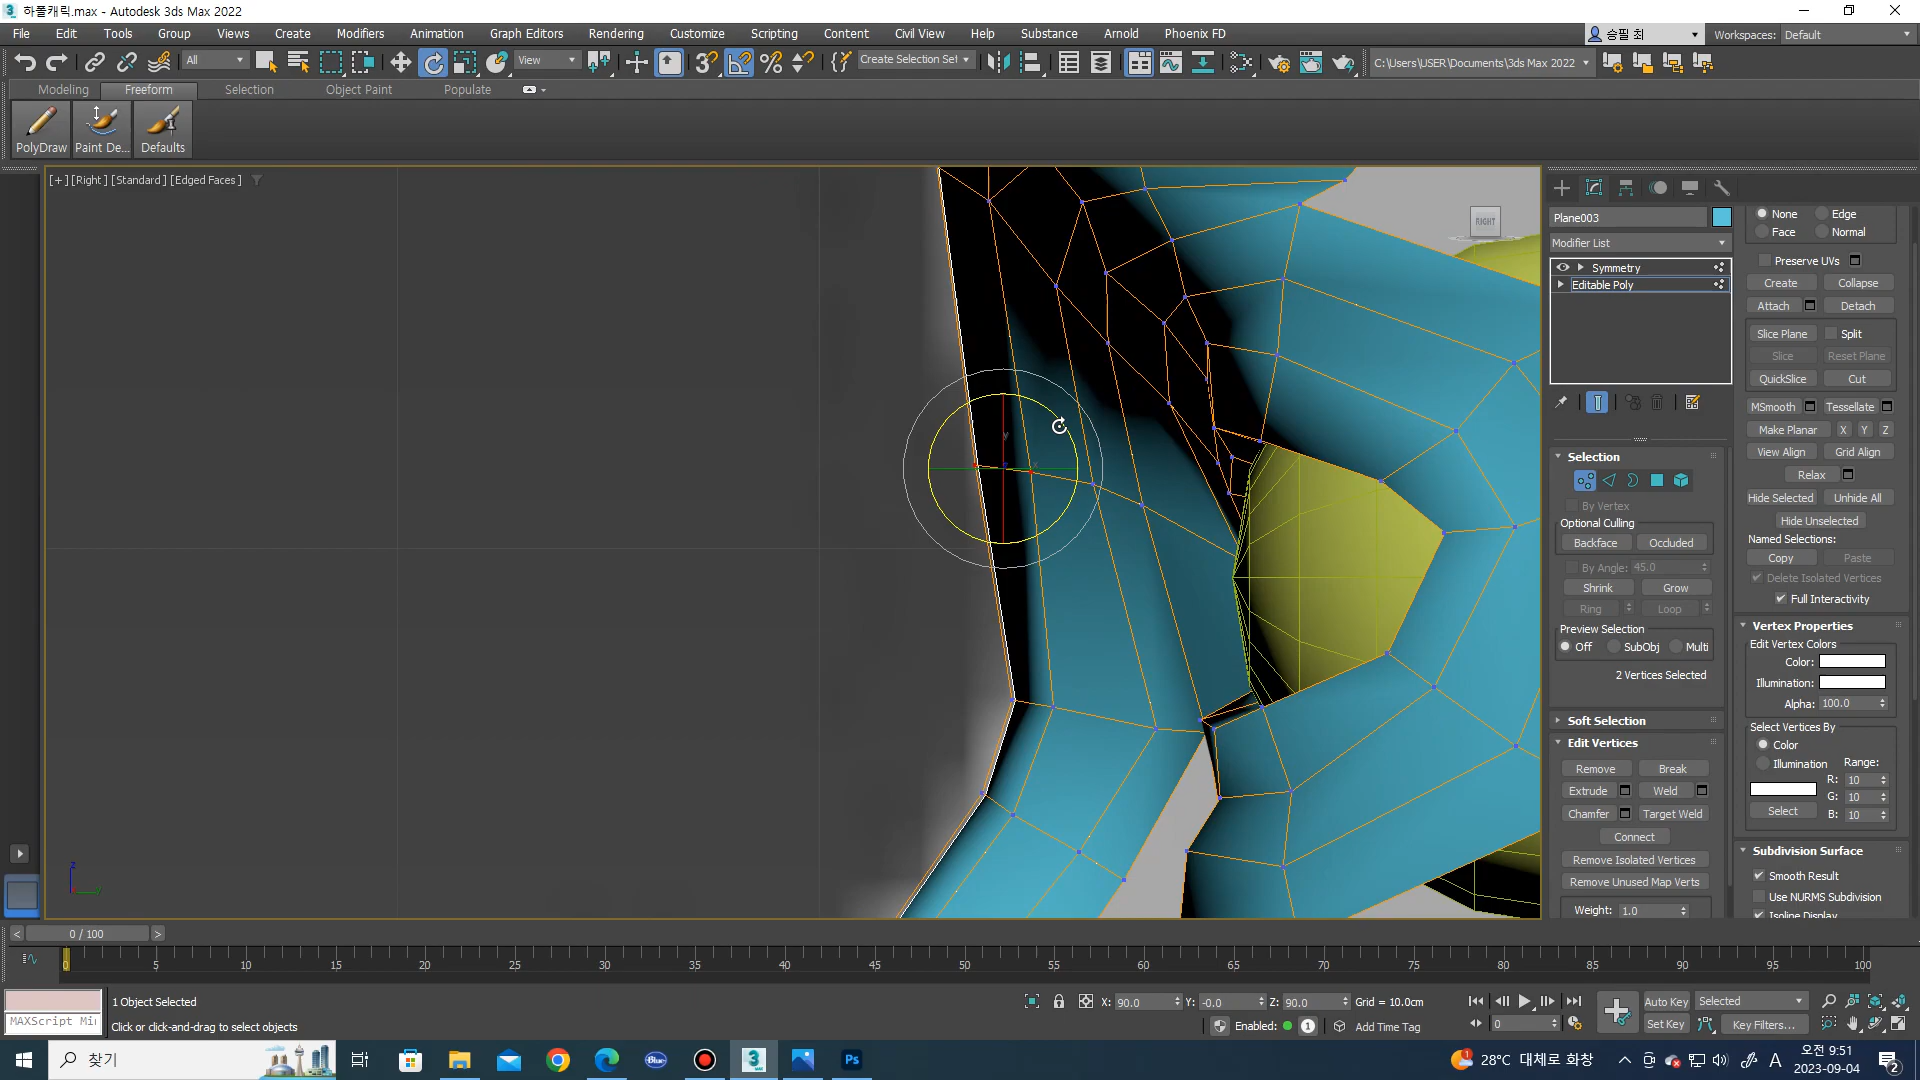 하폴캐릭.max - Autodesk 3ds Max 2022
File Edit Tools Group Views Create Modifiers Animation Graph Editors Rendering Customize Scripting Content Civil View Help Substance Arnold Phoenix FD 승필 최 Workspaces: Default
All View Create Selection Set C:\Users\USER\Documents\3ds Max 2022
Modeling Freeform Selection Object Paint Populate
PolyDraw Paint De... Defaults
[+] [Right] [Standard] [Edged Faces]
RIGHT
Plane003
Modifier List
Symmetry
Editable Poly
Selection
By Vertex
Optional Culling
Backface Occluded
By Angle: 45.0
Shrink Grow
Ring Loop
Preview Selection
Off SubObj Multi
2 Vertices Selected
Soft Selection
Edit Vertices
Remove Break
Extrude Weld
Chamfer Target Weld
Connect
Remove Isolated Vertices
Remove Unused Map Verts
Weight: 1.0
None Edge
Face Normal
Preserve UVs
Create Collapse
Attach Detach
Slice Plane Split
Slice Reset Plane
QuickSlice Cut
MSmooth Tessellate
Make Planar X Y Z
View Align Grid Align
Relax
Hide Selected Unhide All
Hide Unselected
Named Selections:
Copy Paste
Delete Isolated Vertices
Full Interactivity
Vertex Properties
Edit Vertex Colors
Color:
Illumination:
Alpha: 100.0
Select Vertices By
Color
Illumination Range:
R: 10
G: 10
Select B: 10
Subdivision Surface
Smooth Result
Use NURMS Subdivision
Isoline Display
z
y
x
0 / 100
0 5 10 15 20 25 30 35 40 45 50 55 60 65 70 75 80 85 90 95 100
1 Object Selected X: 90.0 Y: -0.0 Z: 90.0 Grid = 10.0cm Auto Key Selected
MAXScript Mi Click or click-and-drag to select objects Enabled: 1 Add Time Tag 0 Set Key Key Filters...
찾기 28°C 대체로 화창 A 오전 9:51
2023-09-04 2